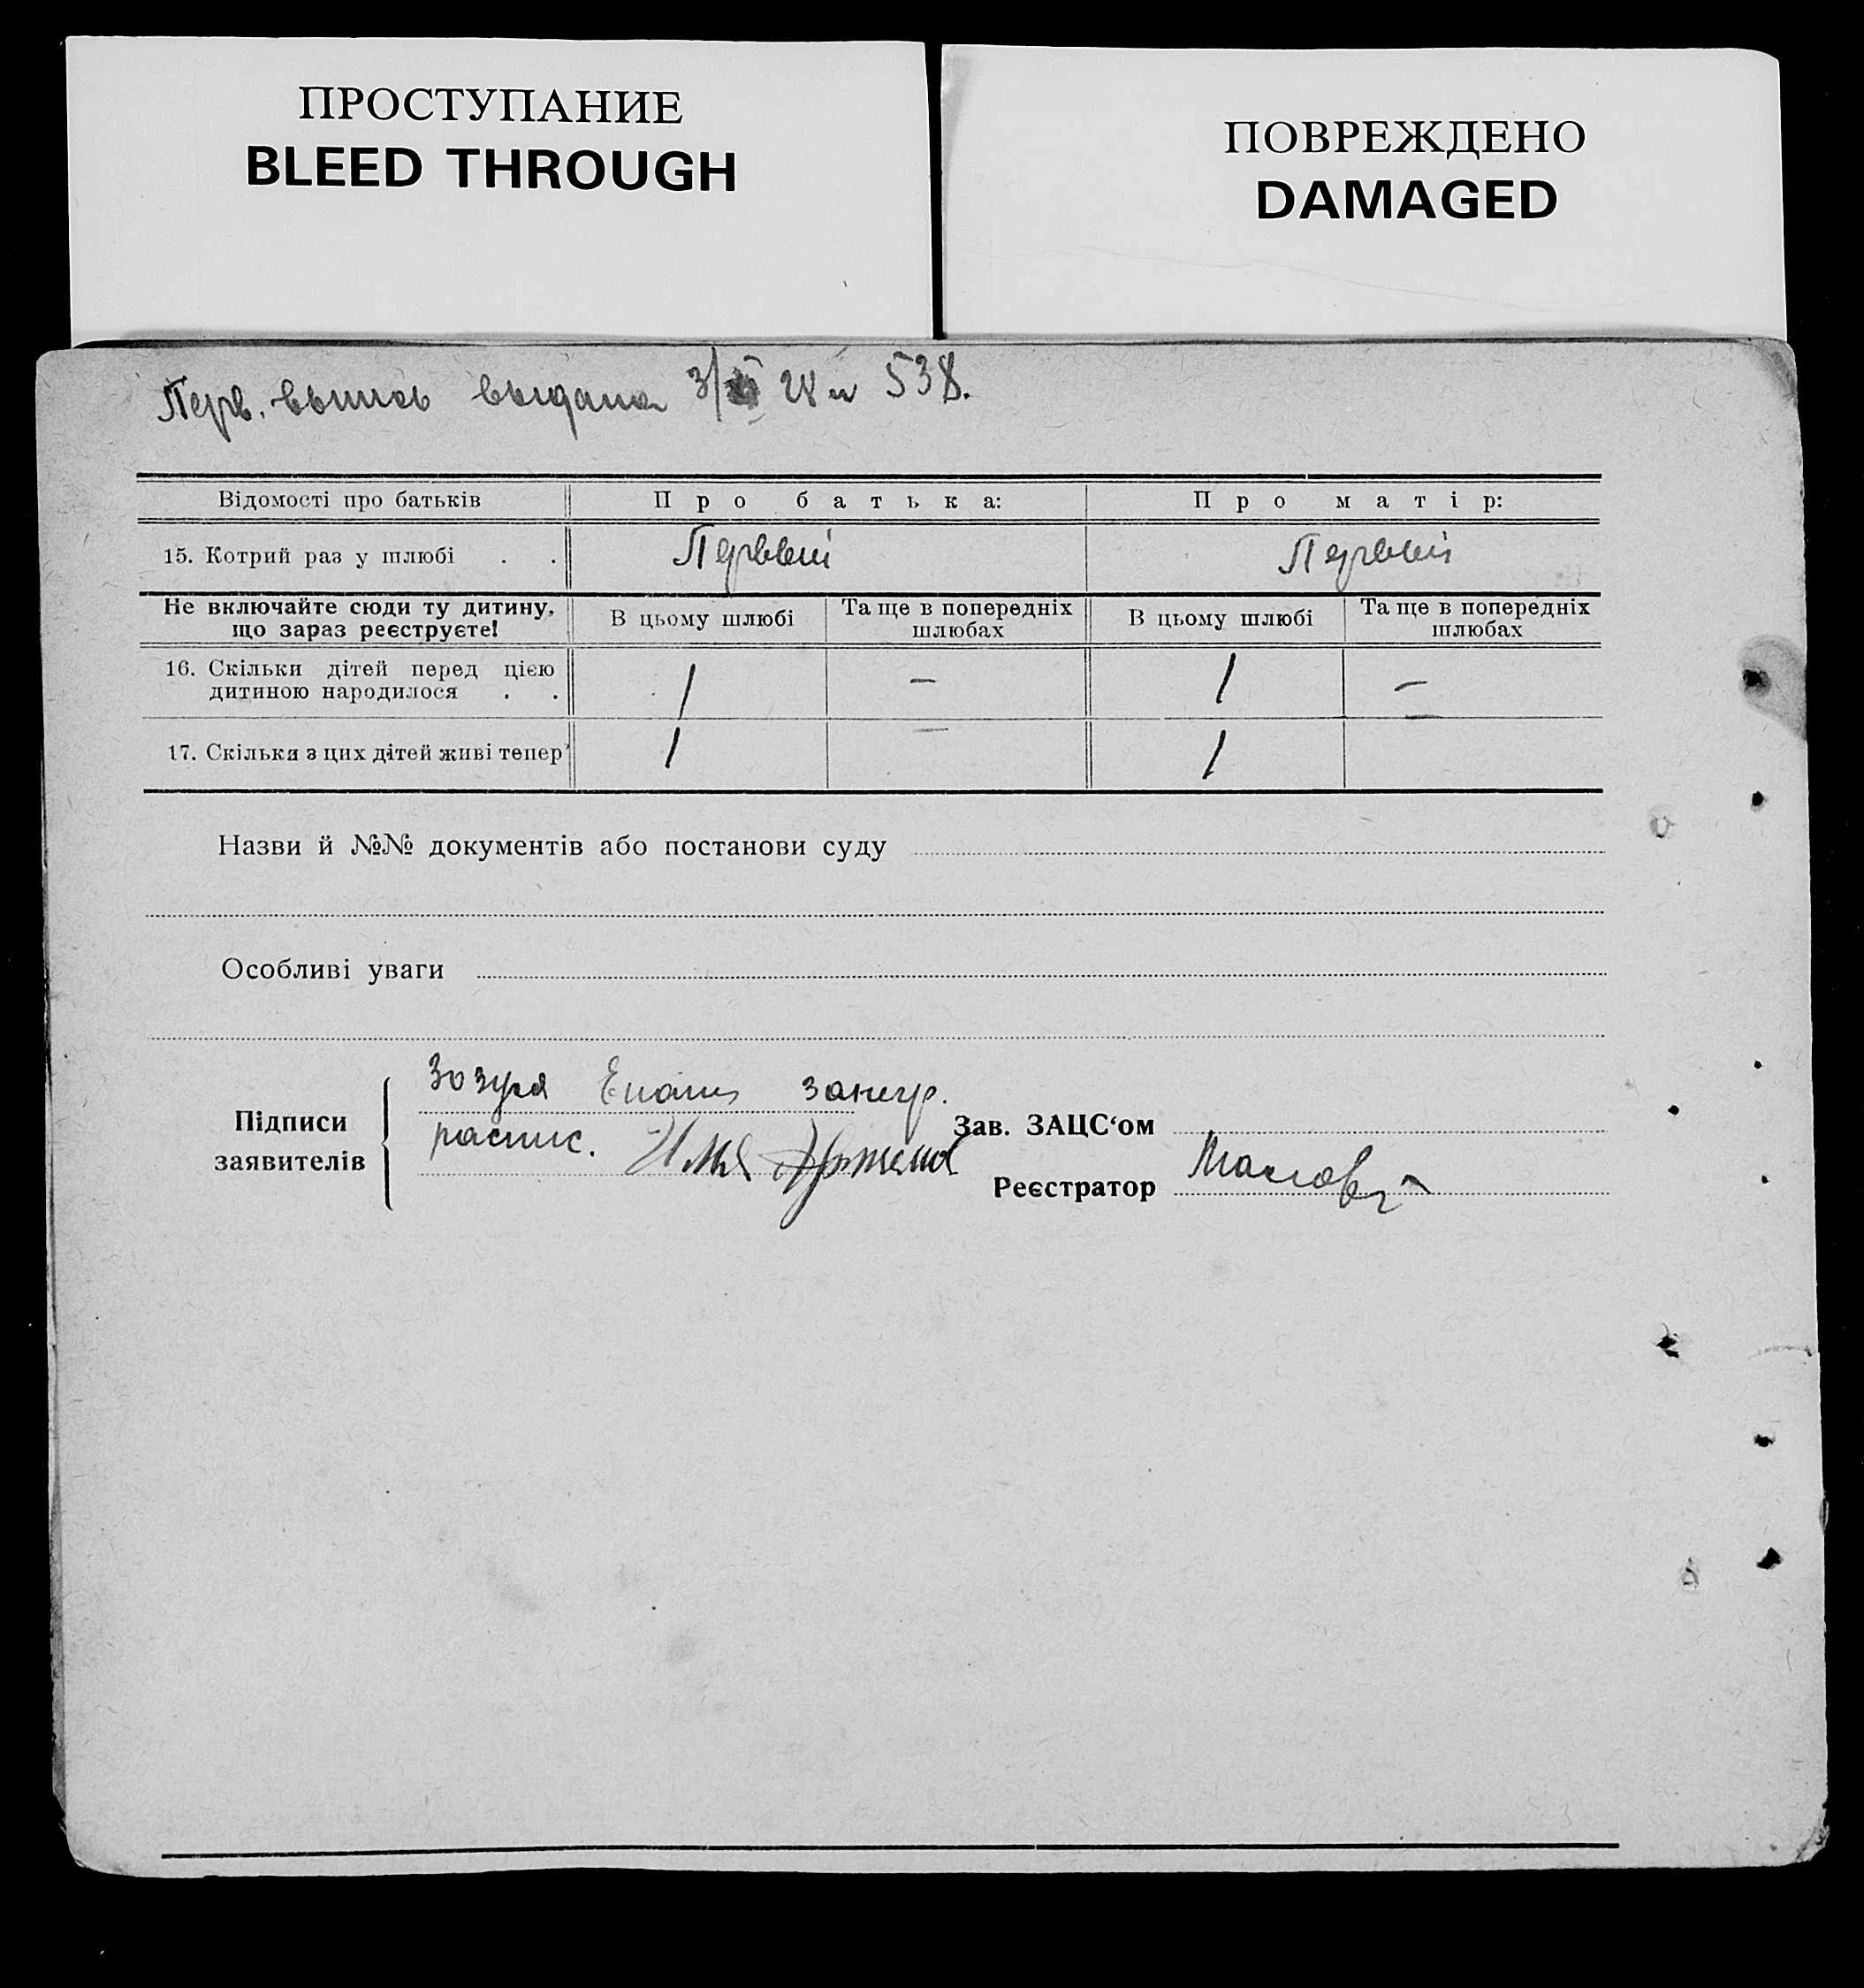 ПРОСТУПАНИЕ
BLEED THROUGH
ПОВРЕЖДЕНО
DAMAGED
Перв. выпись выдана 3/ 28 538.
Відомості про батьків Про батька: Про матір:
15. Котрий раз у шлюбі . . Первый Первый
Не включайте сюди ту дитину, що зараз реєструєте! В цьому шлюбі Та ще в попередніх шлюбах В цьому шлюбі Та ще в попередніх шлюбах
16. Скільки дітей перед цією дитиною народилося . . 1 — 1 —
17. Скільки з цих дітей живі тепер 1 — 1 —
Назви й №№ документів або постанови суду
Особливі уваги
Підписи заявителів
Зозуля
распис.
Зав. ЗАЦС‘ом
Реєстратор